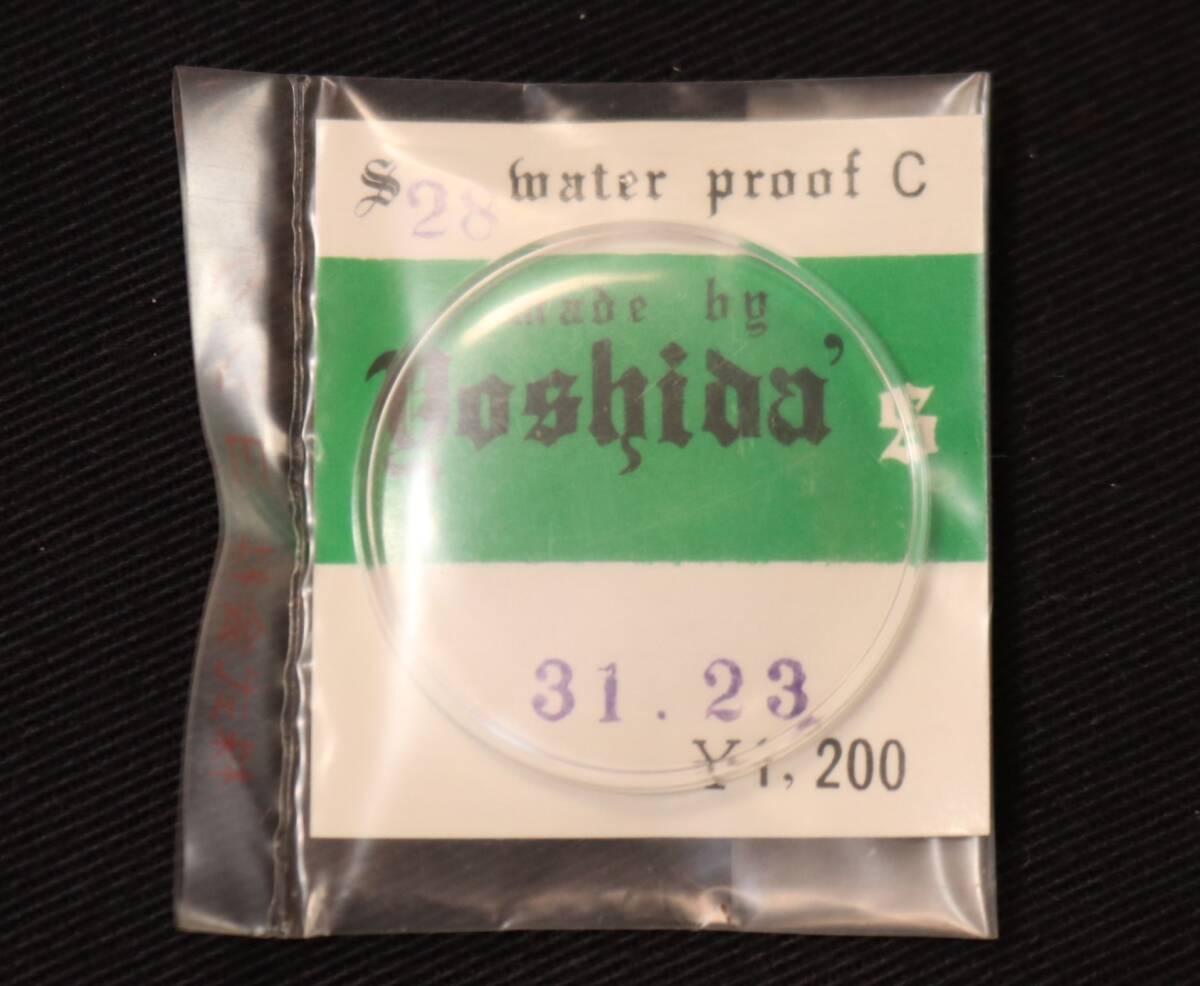 S 28 water proof C
made by
Yoshida's
31.23
¥1,200